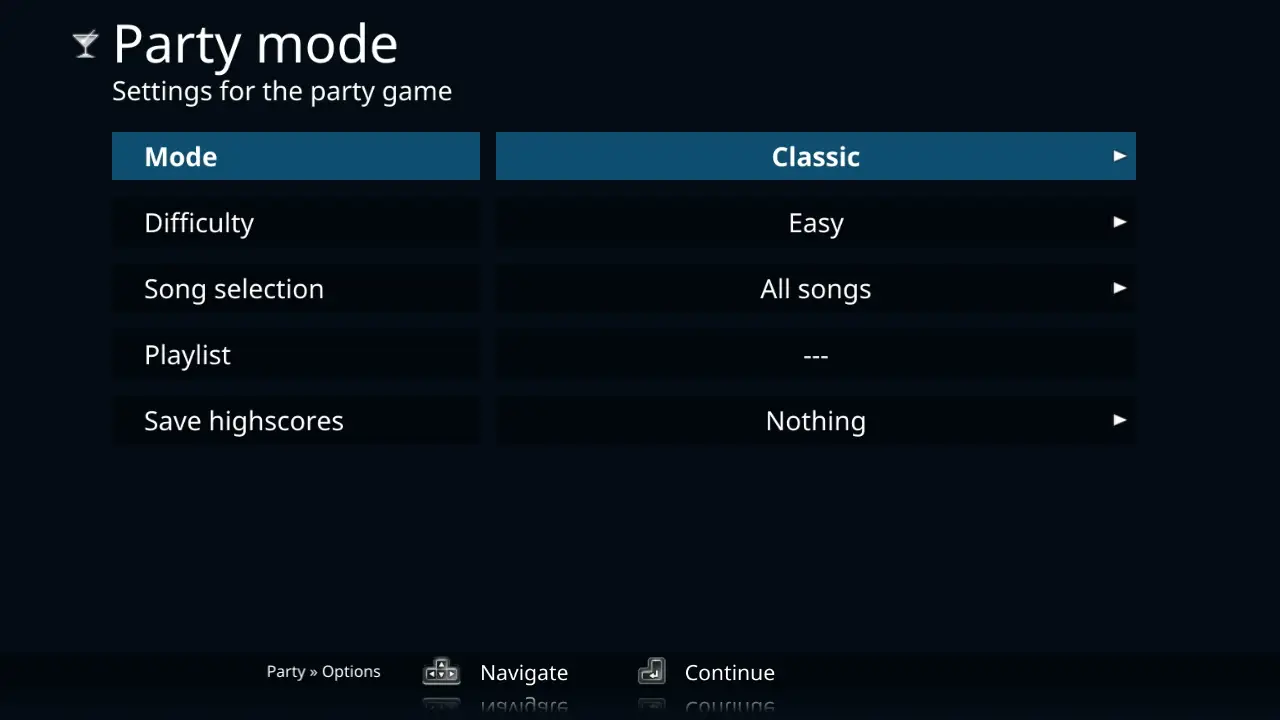 Party mode
Settings for the party game
Mode Classic
Difficulty Easy
Song selection All songs
Playlist ---
Save highscores Nothing
Party » Options Navigate Continue